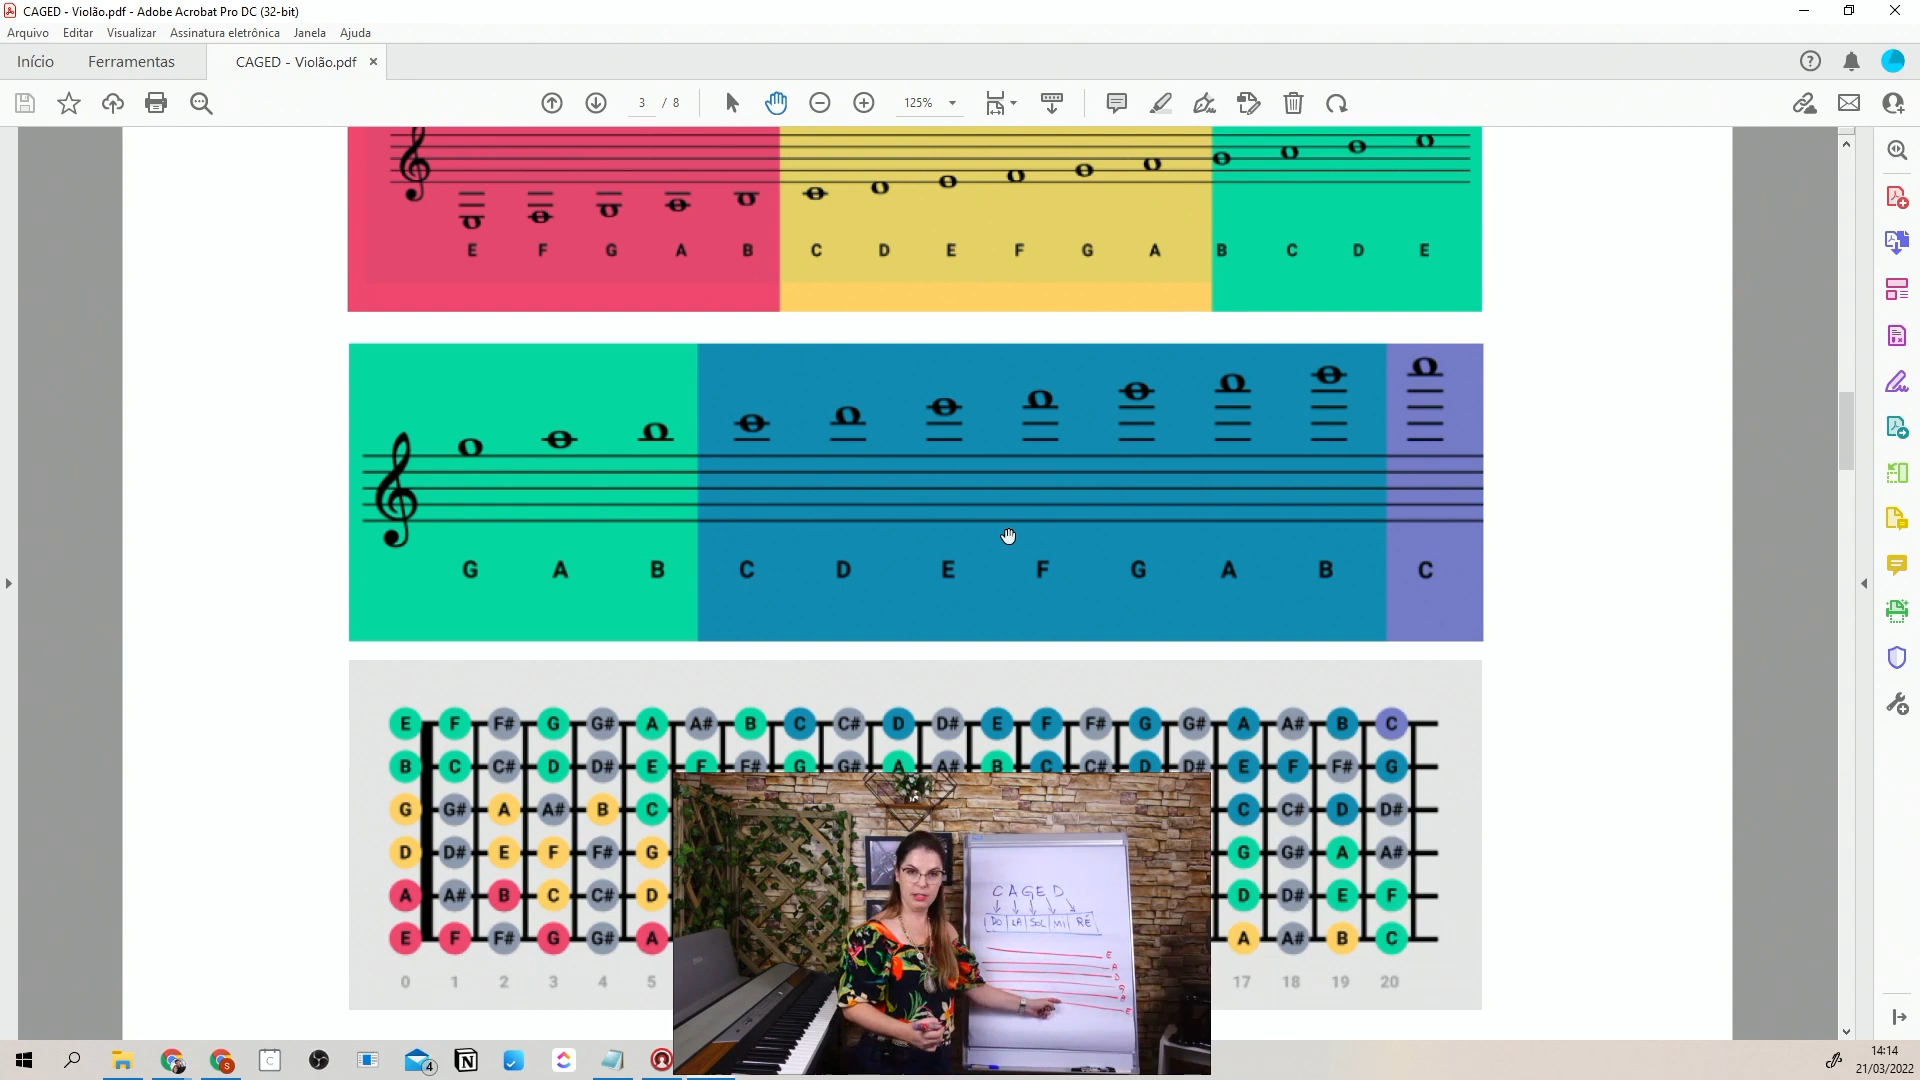 CAGED - Violão.pdf - Adobe Acrobat Pro DC (32-bit)
Arquivo Editar Visualizar Assinatura eletrônica Janela Ajuda
Início Ferramentas CAGED - Violão.pdf
3 / 8 125%
E F G A B C D E F G A B C D E
G A B C D E F G A B C
E F F# G G# A A# B C C# D D# E F F# G G# A A# B C
B C C# D D# E F F# G G# A A# B C C# D D# E F F# G
G G# A A# B C C C# D D#
D D# E F F# G G G# A A#
A A# B C C# D D D# E F
E F F# G G# A A A# B C
0 1 2 3 4 5 17 18 19 20
CAGED
DO LA SOL MI RÉ
E
A
D
G
B
E
4
14:14
21/03/2022